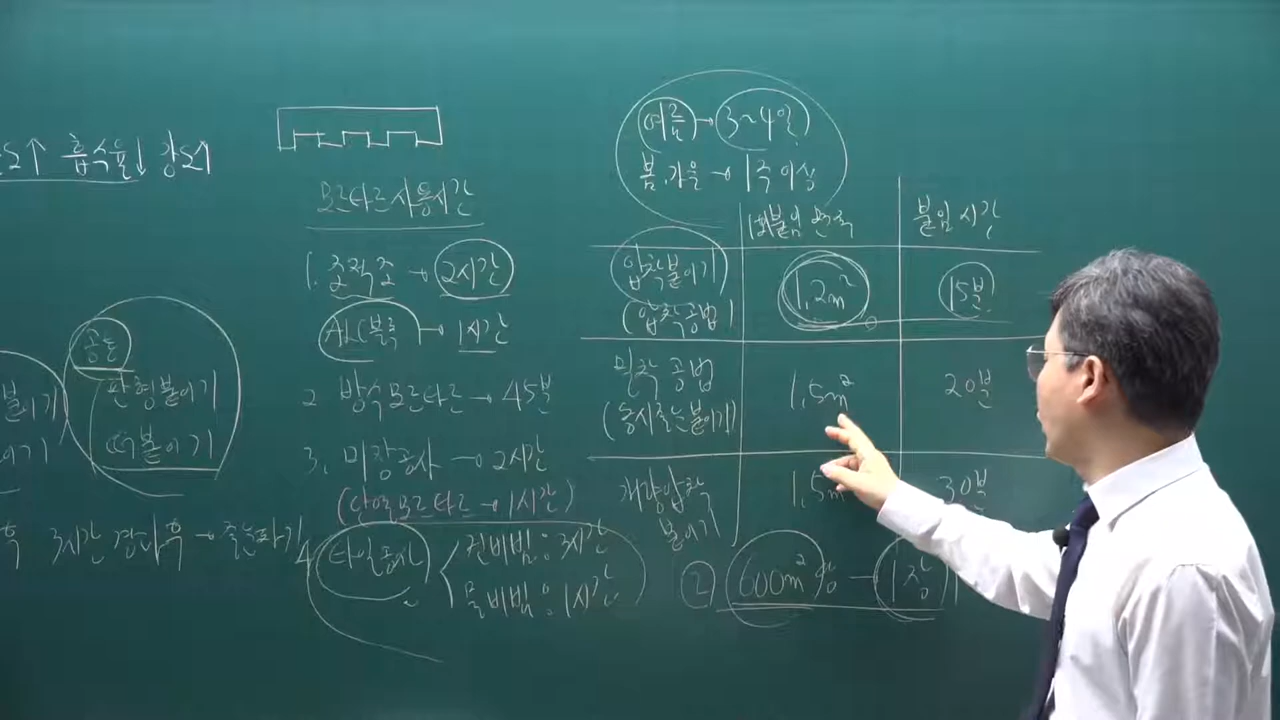 흡수율↓ 강도↑
공통
판형붙이기
떡붙이기
3시간 경과 후 → 즉는파기
모르타르 사용시간
1. 조적조 → 2시간
ALC블록 → 1시간
2. 방식모르타르 → 45분
3. 미장공사 → 2시간
(단열모르타르 → 1시간)
4. 타일공사
건비빔 : 3시간
물비빔 : 1시간
여름 → 3~4일
봄.가을 → 1주 이상
1회붙임 면적 붙임 시간
압착붙이기 1.2m² 15분
(압착공법)
밀착 공법 1.5m² 20분
(동시줄눈붙이기)
개량압착 1.5m² 30분
붙이기
② 600m²당 - 1장